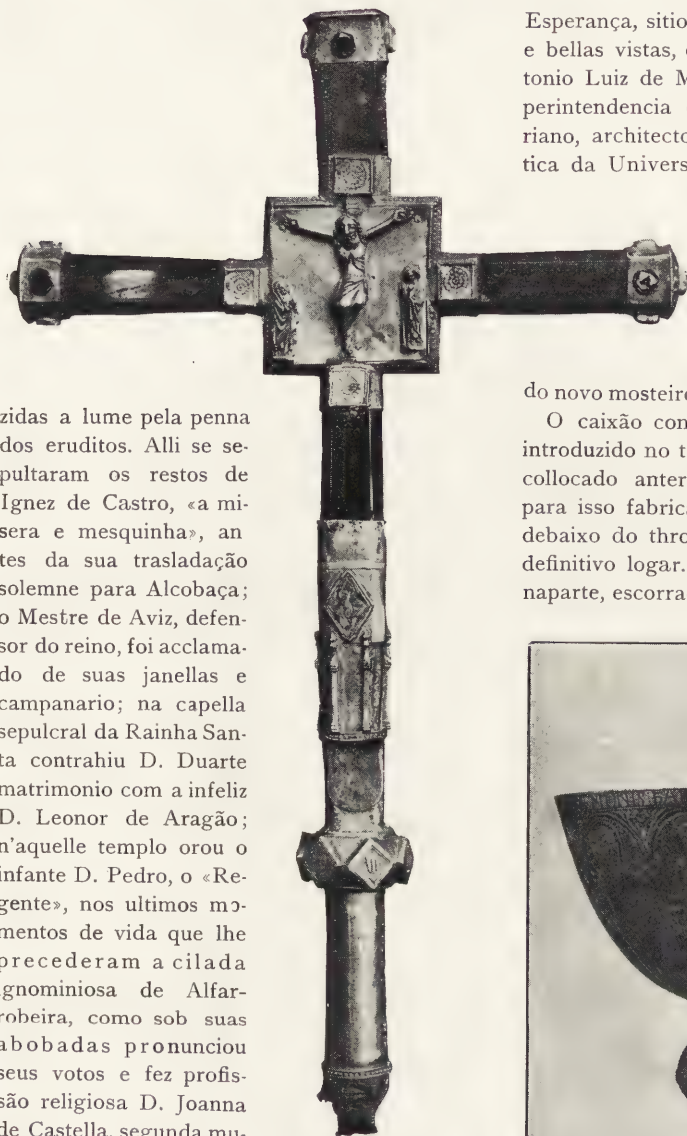 zidas a lume pela penna
dos eruditos. Alli se se-
pultaram os restos de
Ignez de Castro, «a mi-
sera e mesquinha», an
tes da sua trasladação
solemne para Alcobaça;
o Mestre de Aviz, defen-
sor do reino, foi acclama-
do de suas janellas e
campanario; na capella
sepulcral da Rainha San-
ta contrahiu D. Duarte
matrimonio com a infeliz
D. Leonor de Aragão;
n'aquelle templo orou o
infante D. Pedro, o «Re-
gente», nos ultimos mo-
mentos de vida que lhe
precederam a cilada
ignominiosa de Alfar-
robeira, como sob suas
abobadas pronunciou
seus votos e fez profis-
são religiosa D. Joanna
de Castella, segunda mu-
Esperança, sitio
e bellas vistas,
tonio Luiz de M
perintendencia
riano, architecto
tica da Univers
do novo mosteiro
O caixão con
introduzido no t
collocado anter
para isso fabric
debaixo do thro
definitivo logar.
naparte, escorra